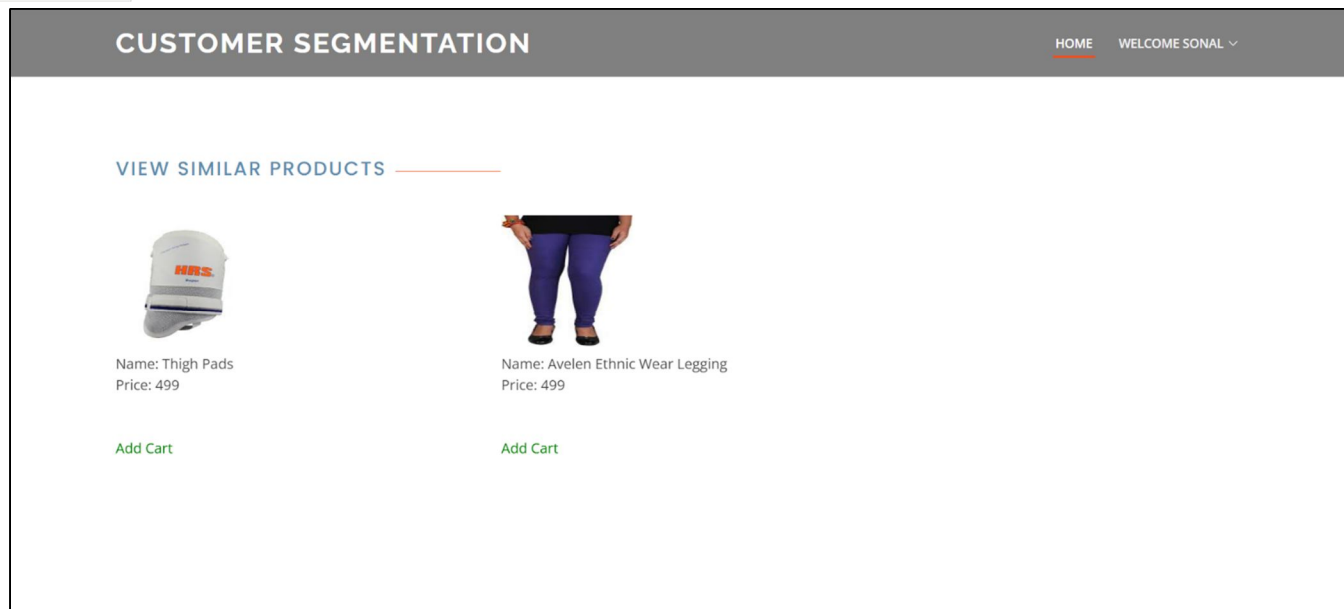 CUSTOMER SEGMENTATION
HOME WELCOME SONAL
VIEW SIMILAR PRODUCTS
HRS
Name: Thigh Pads
Price: 499
Name: Avelen Ethnic Wear Legging
Price: 499
Add Cart
Add Cart